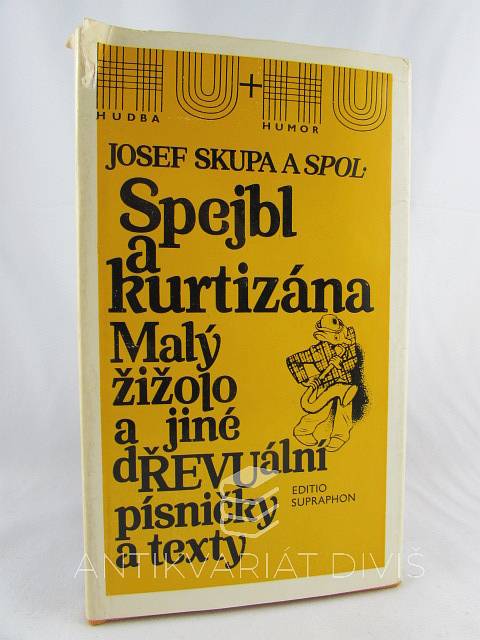 HU+HU
HUDBA
HUMOR
JOSEF SKUPA A SPOL.
Spejbl
a
kurtizána
Malý
žižolo
a jiné
dŘEVUální
písničky
a texty
EDITIO
SUPRAPHON
ANTIKVARIÁT DIVIŠ